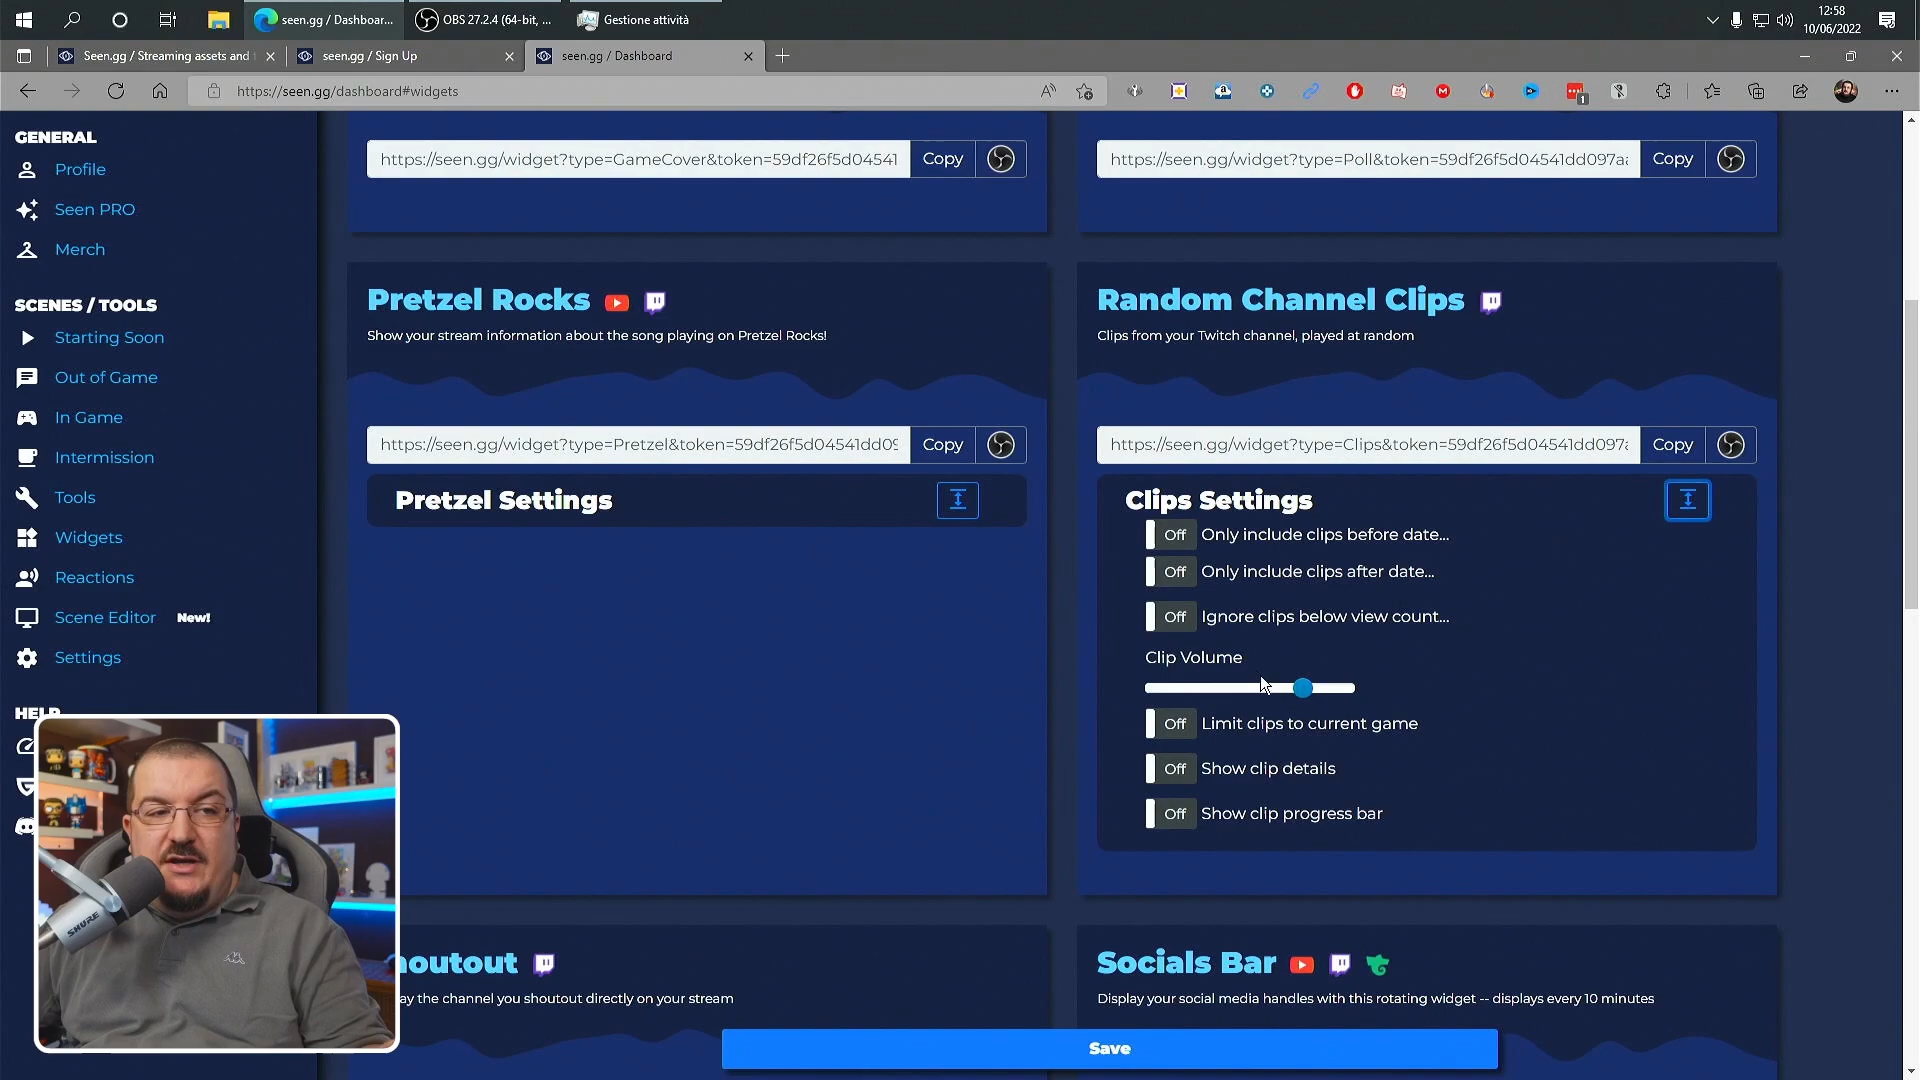 seen.gg / Dashboar...
OBS 27.2.4 (64-bit, ...
Gestione attività
12:58
10/06/2022
Seen.gg / Streaming assets and
seen.gg / Sign Up
seen.gg / Dashboard
https://seen.gg/dashboard#widgets
1
GENERAL
Profile
Seen PRO
Merch
SCENES / TOOLS
Starting Soon
Out of Game
In Game
Intermission
Tools
Widgets
Reactions
Scene Editor New!
Settings
HELP
https://seen.gg/widget?type=GameCover&token=59df26f5d04541
Copy
https://seen.gg/widget?type=Poll&token=59df26f5d04541dd097a
Copy
Pretzel Rocks
Show your stream information about the song playing on Pretzel Rocks!
https://seen.gg/widget?type=Pretzel&token=59df26f5d04541dd09
Copy
Pretzel Settings
Random Channel Clips
Clips from your Twitch channel, played at random
https://seen.gg/widget?type=Clips&token=59df26f5d04541dd097a
Copy
Clips Settings
Off Only include clips before date...
Off Only include clips after date...
Off Ignore clips below view count...
Clip Volume
Off Limit clips to current game
Off Show clip details
Off Show clip progress bar
houtout
ay the channel you shoutout directly on your stream
Socials Bar
Display your social media handles with this rotating widget -- displays every 10 minutes
Save
SHURE